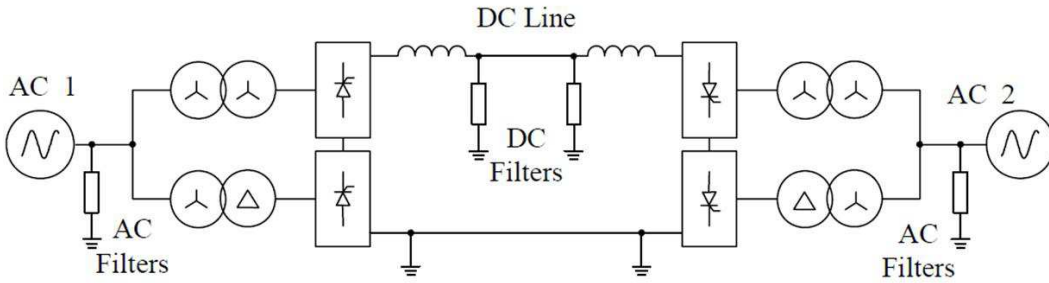 DC Line
AC 1
AC 2
DC
Filters
AC
Filters
AC
Filters